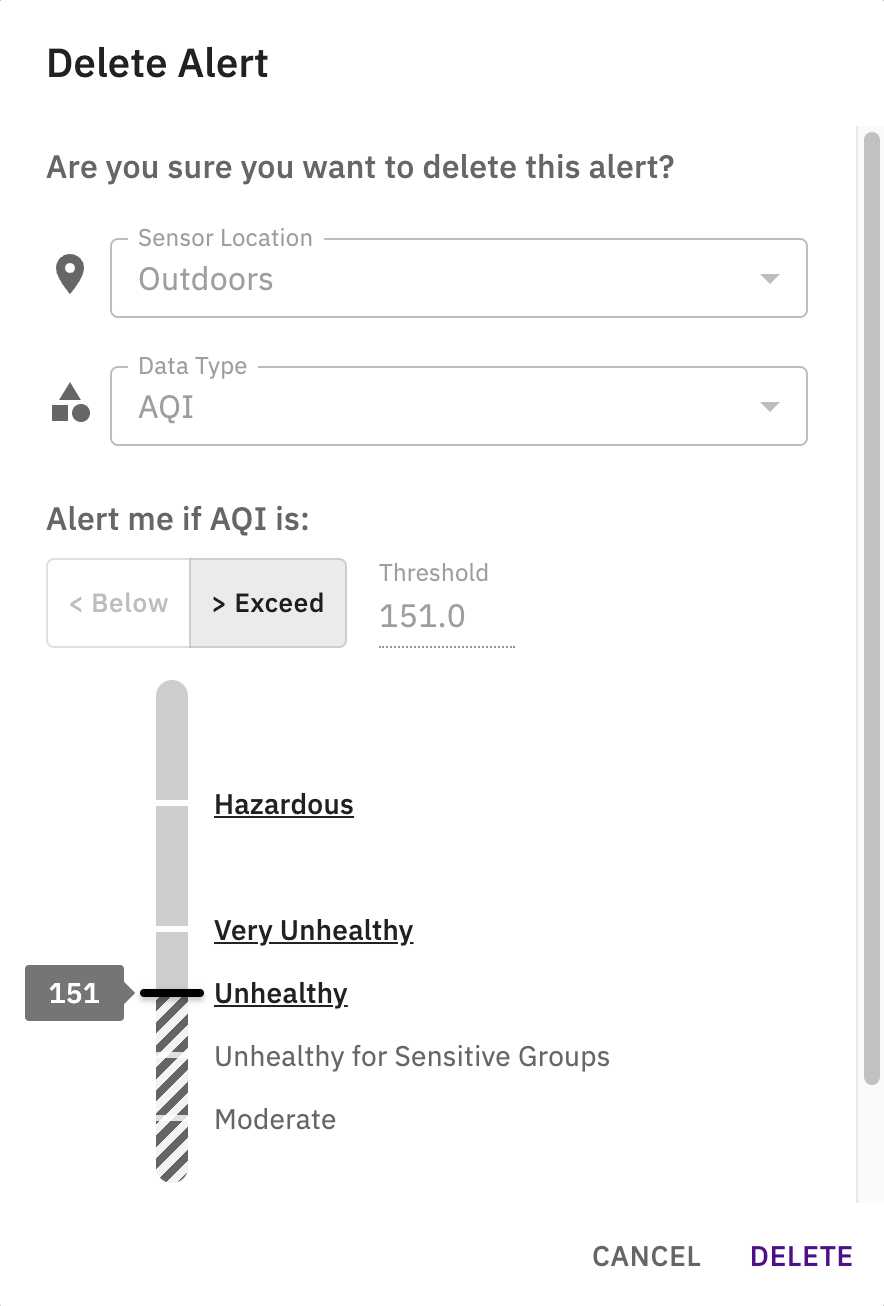 Delete Alert
Are you sure you want to delete this alert?
Sensor Location
Outdoors
Data Type
AQI
Alert me if AQI is:
< Below
> Exceed
Threshold
151.0
Hazardous
Very Unhealthy
151
Unhealthy
Unhealthy for Sensitive Groups
Moderate
CANCEL
DELETE